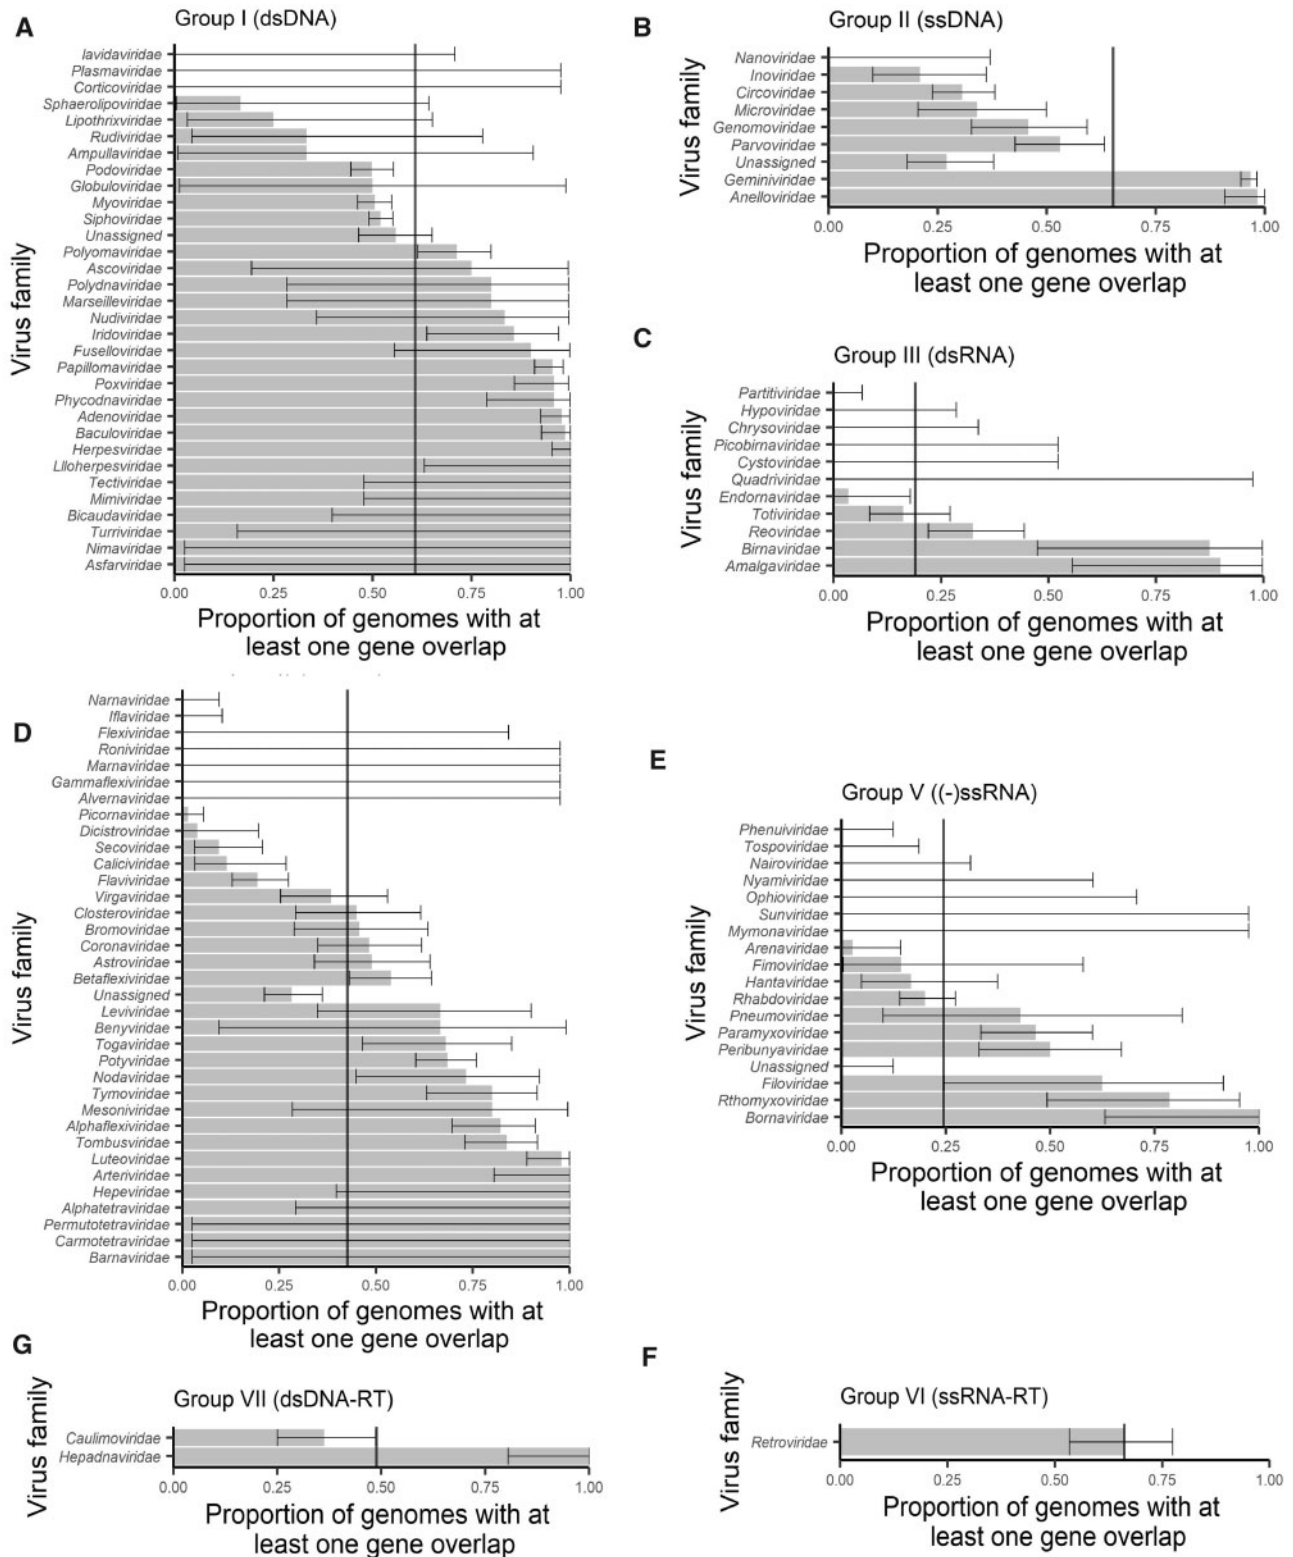 A
Group I (dsDNA)
Virus family
lavidaviridae
Plasmaviridae
Corticoviridae
Sphaerolipoviridae
Lipothrixviridae
Rudiviridae
Ampullaviridae
Podoviridae
Globuloviridae
Myoviridae
Siphoviridae
Unassigned
Polyomaviridae
Ascoviridae
Polydnaviridae
Marseilleviridae
Nudiviridae
Iridoviridae
Fuselloviridae
Papillomaviridae
Poxviridae
Phycodnaviridae
Adenoviridae
Baculoviridae
Herpesviridae
Llloherpesviridae
Tectiviridae
Mimiviridae
Bicaudaviridae
Turriviridae
Nimaviridae
Asfarviridae
0.00 0.25 0.50 0.75 1.00
Proportion of genomes with at
least one gene overlap
B
Group II (ssDNA)
Virus family
Nanoviridae
Inoviridae
Circoviridae
Microviridae
Genomoviridae
Parvoviridae
Unassigned
Geminiviridae
Anelloviridae
0.00 0.25 0.50 0.75 1.00
Proportion of genomes with at
least one gene overlap
C
Group III (dsRNA)
Virus family
Partitiviridae
Hypoviridae
Chrysoviridae
Picobirnaviridae
Cystoviridae
Quadriviridae
Endornaviridae
Totiviridae
Reoviridae
Birnaviridae
Amalgaviridae
0.00 0.25 0.50 0.75 1.00
Proportion of genomes with at
least one gene overlap
D
Virus family
Narnaviridae
Iflaviridae
Flexiviridae
Roniviridae
Marnaviridae
Gammaflexiviridae
Alvernaviridae
Picornaviridae
Dicistroviridae
Secoviridae
Caliciviridae
Flaviviridae
Virgaviridae
Closteroviridae
Bromoviridae
Coronaviridae
Astroviridae
Betaflexiviridae
Unassigned
Leviviridae
Benyviridae
Togaviridae
Potyviridae
Nodaviridae
Tymoviridae
Mesoniviridae
Alphaflexiviridae
Tombusviridae
Luteoviridae
Arteriviridae
Hepeviridae
Alphatetraviridae
Permutotetraviridae
Carmotetraviridae
Barnaviridae
0.00 0.25 0.50 0.75 1.00
Proportion of genomes with at
least one gene overlap
E
Group V ((-)ssRNA)
Virus family
Phenuiviridae
Tospoviridae
Nairoviridae
Nyamiviridae
Ophioviridae
Sunviridae
Mymonaviridae
Arenaviridae
Fimoviridae
Hantaviridae
Rhabdoviridae
Pneumoviridae
Paramyxoviridae
Peribunyaviridae
Unassigned
Filoviridae
Rthomyxoviridae
Bornaviridae
0.00 0.25 0.50 0.75 1.00
Proportion of genomes with at
least one gene overlap
G
Group VII (dsDNA-RT)
Virus family
Caulimoviridae
Hepadnaviridae
0.00 0.25 0.50 0.75 1.00
Proportion of genomes with at
least one gene overlap
F
Group VI (ssRNA-RT)
Virus family
Retroviridae
0.00 0.25 0.50 0.75 1.00
Proportion of genomes with at
least one gene overlap